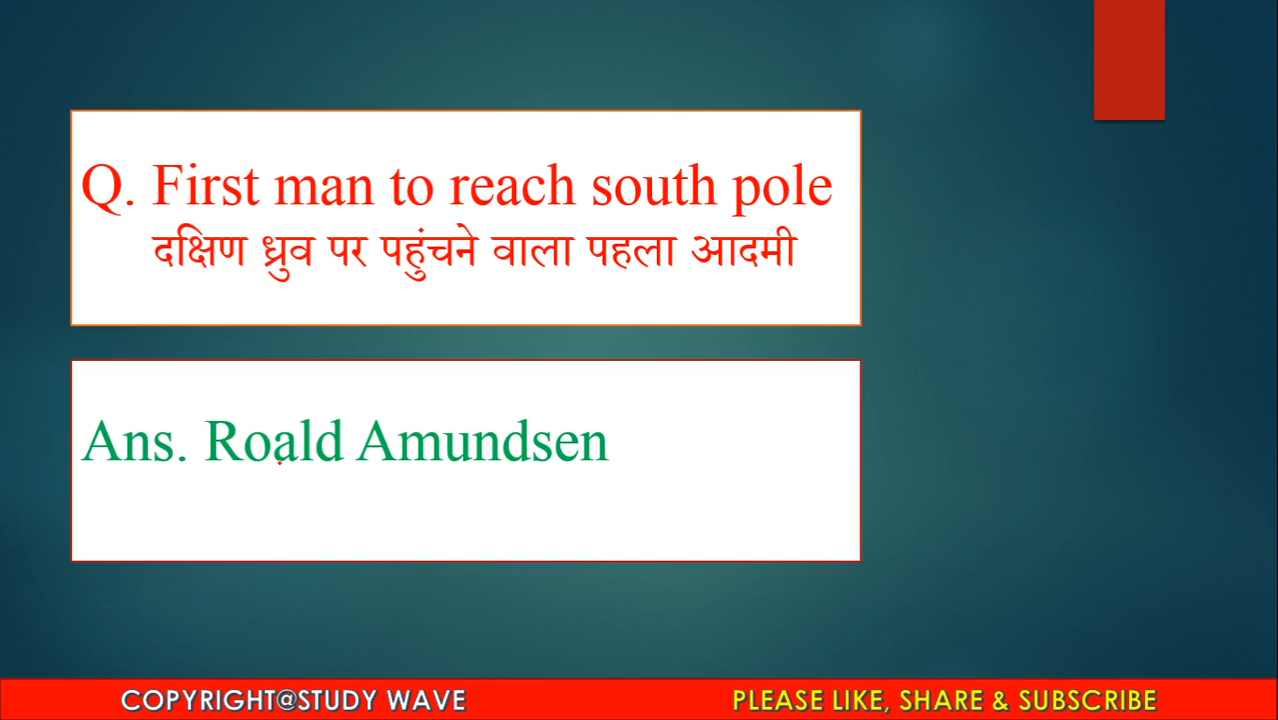 Q. First man to reach south pole
दक्षिण ध्रुव पर पहुंचने वाला पहला आदमी
Ans. Roald Amundsen
COPYRIGHT@STUDY WAVE
PLEASE LIKE, SHARE & SUBSCRIBE